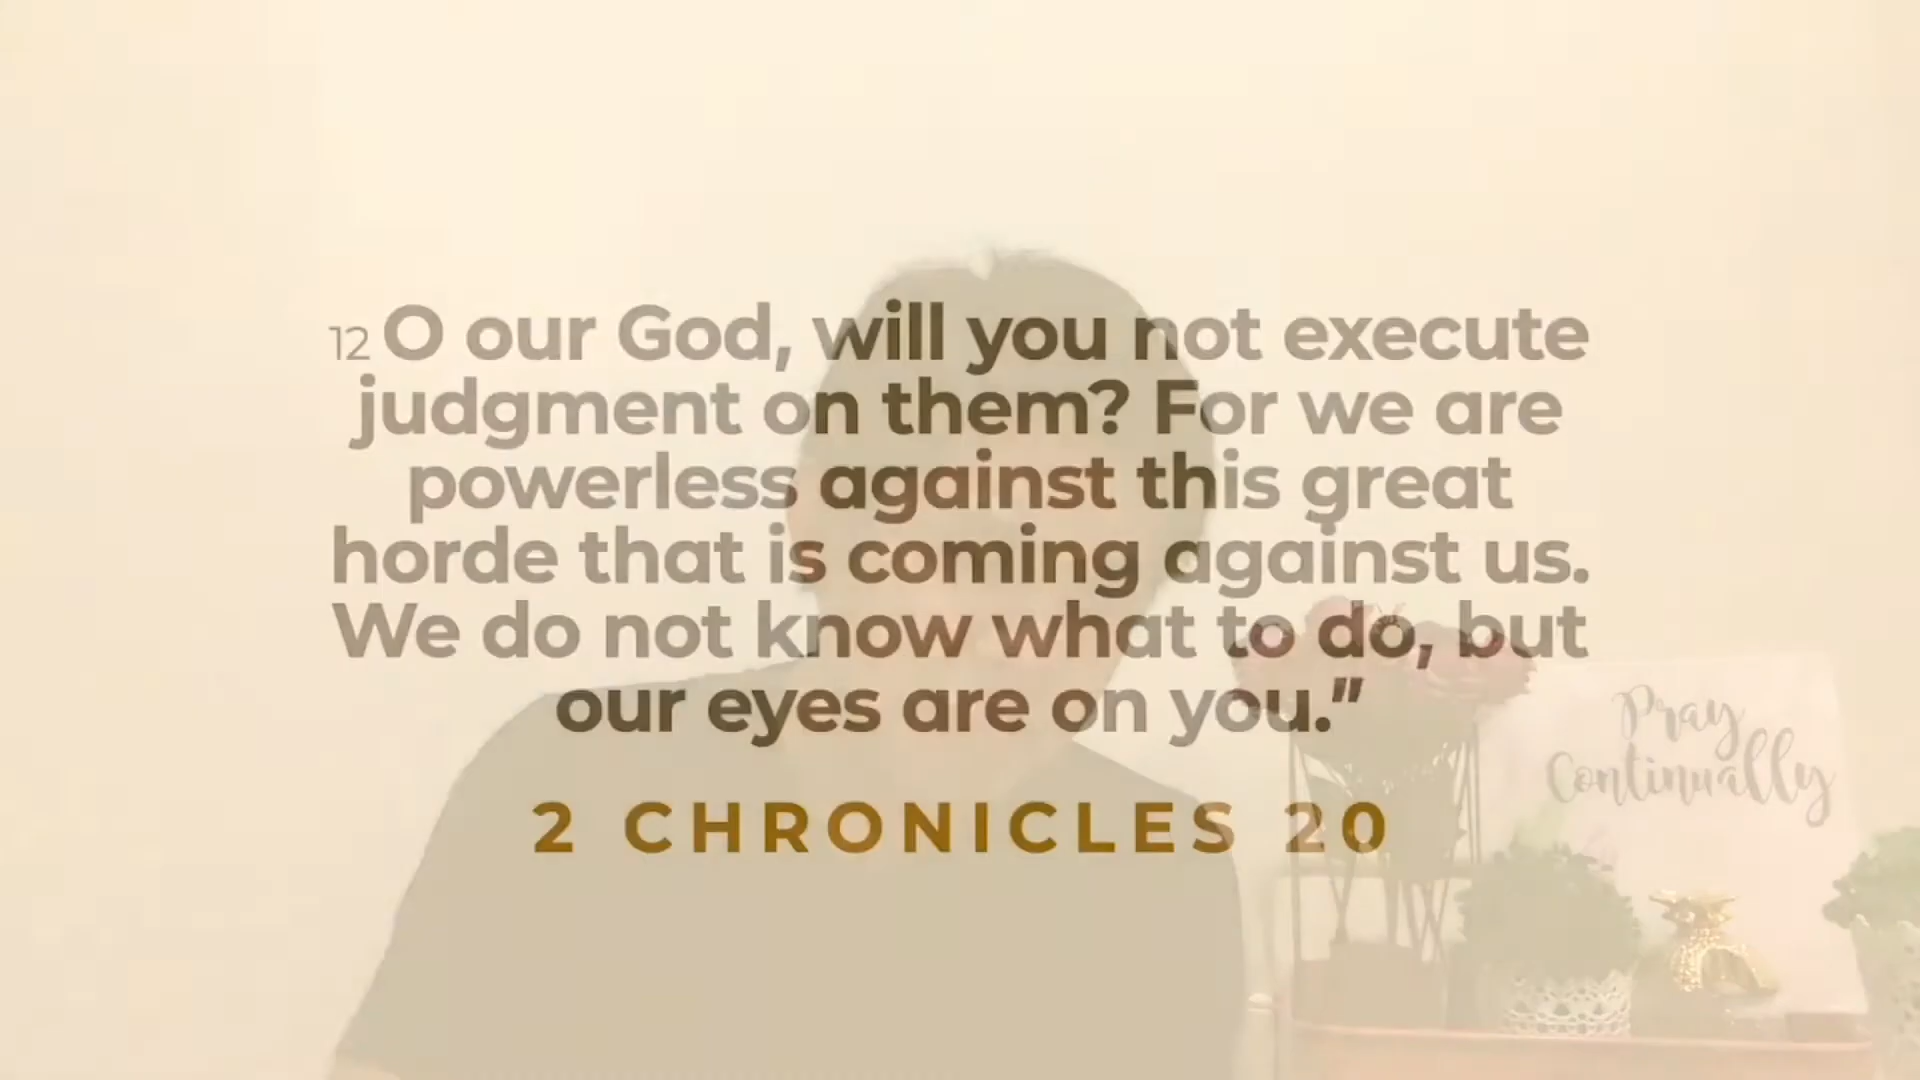 12 O our God, will you not execute
judgment on them? For we are
powerless against this great
horde that is coming against us.
We do not know what to do, but
our eyes are on you."
2 CHRONICLES 20
Pray
Continually